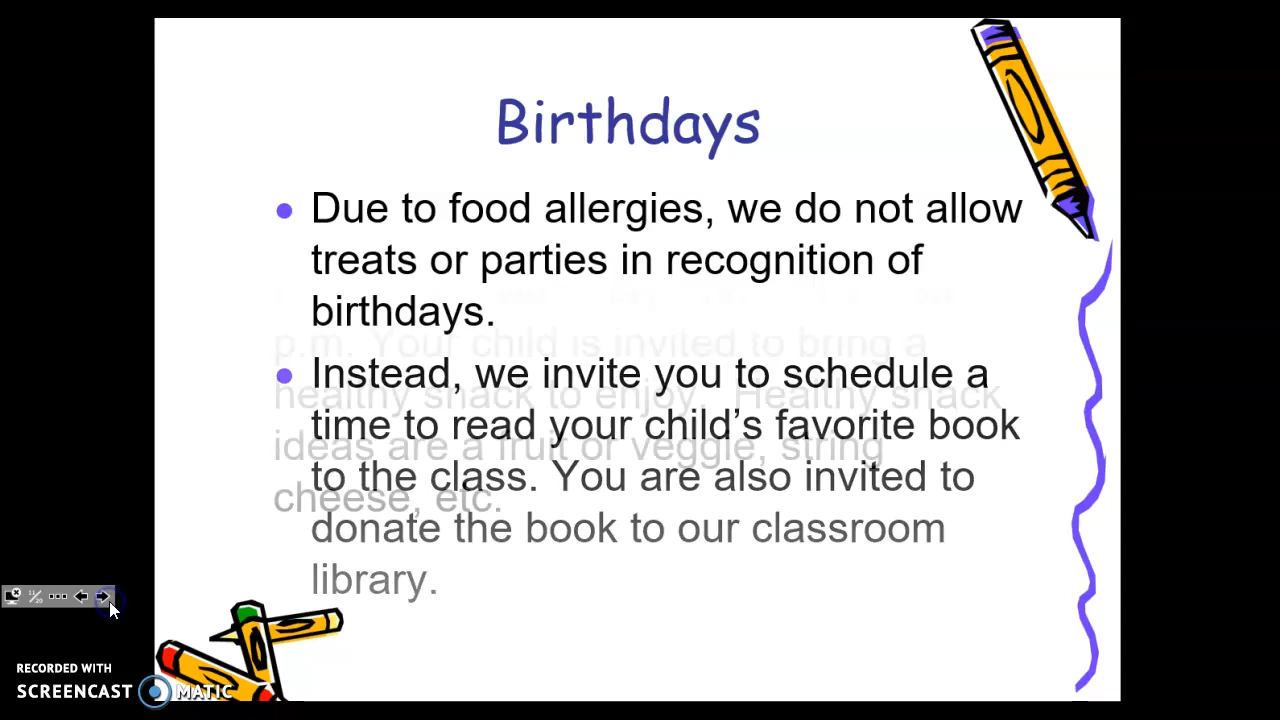 Birthdays
Due to food allergies, we do not allow
treats or parties in recognition of
birthdays.
p.m. Your child is invited to bring a
Instead, we invite you to schedule a
healthy snack to enjoy. Healthy snack
time to read your child’s favorite book
ideas are a fruit or veggie, string
to the class. You are also invited to
cheese, etc.
donate the book to our classroom
library.
RECORDED WITH
SCREENCAST MATIC